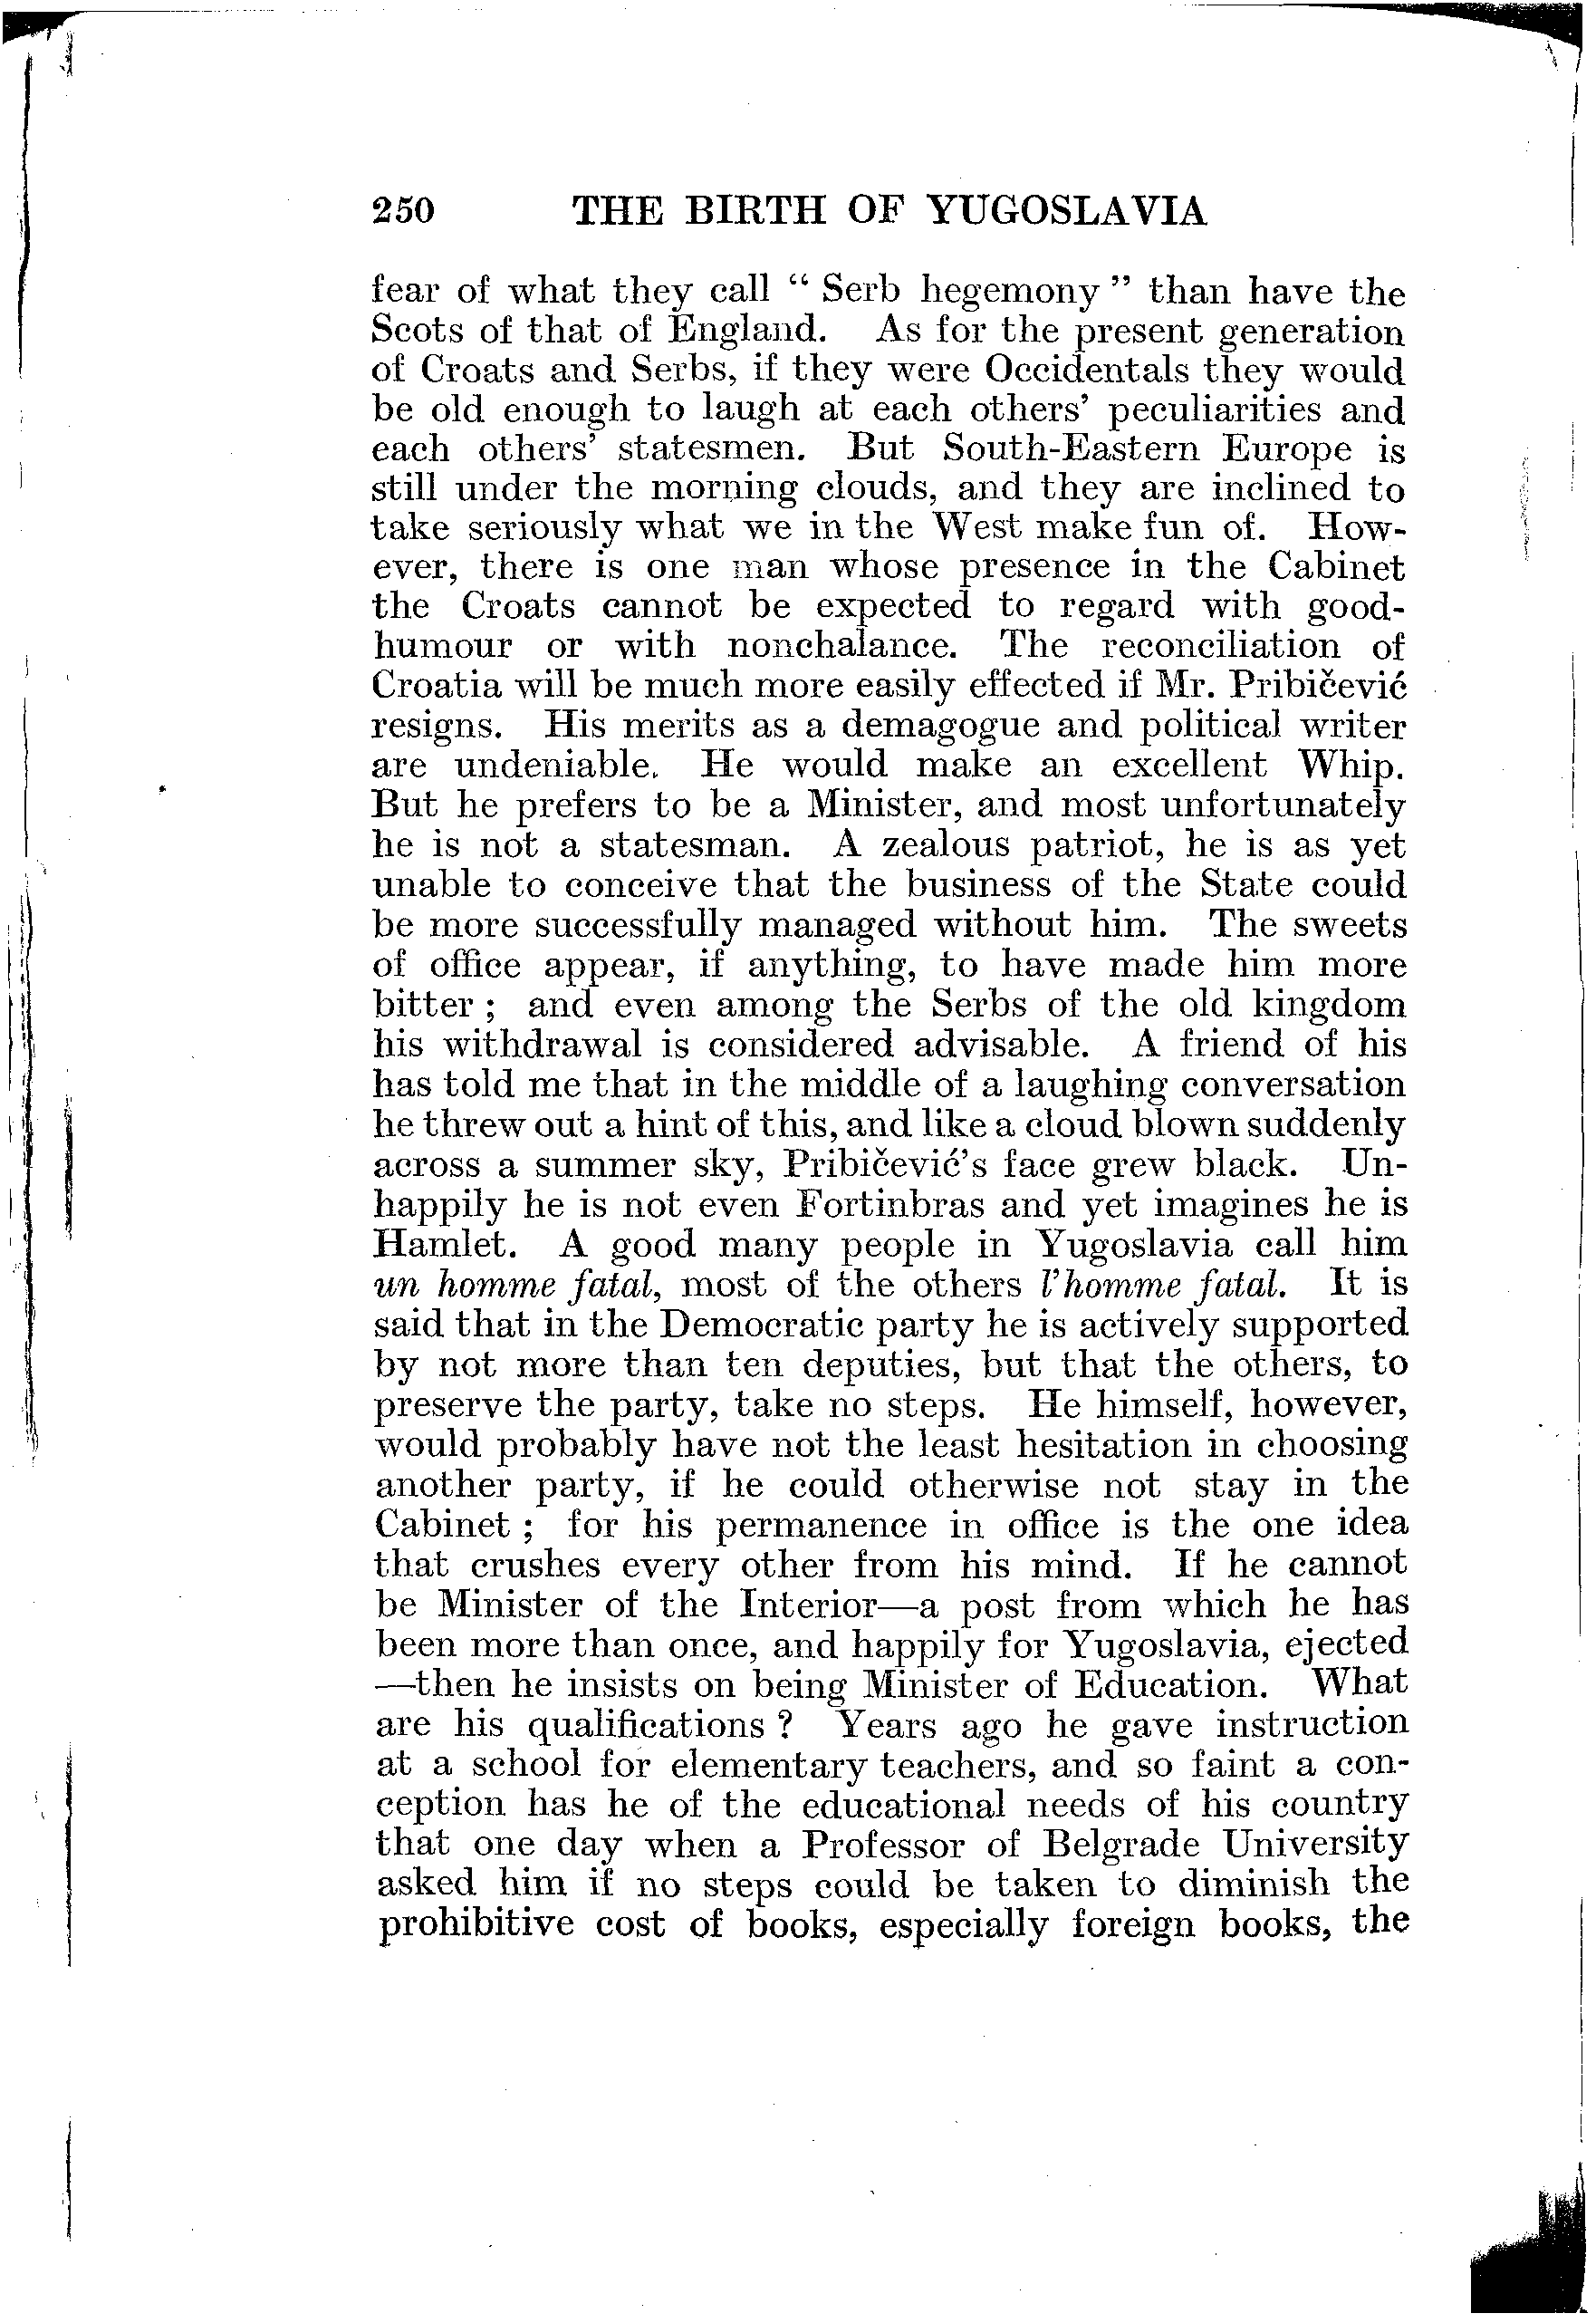 250 THE BIRTH OF YUGOSLAVIA
fear of what they call “ Serb hegemony ” than have the
Scots of that of England. As for the present generation
of Croats and Serbs, if they were Occidentals they would
be old enough to laugh at each others’ peculiarities and
each others’ statesmen. But South-Eastern Europe is
still under the morning clouds, and they are inclined to
take seriously what we in the West make fun of. How-
ever, there is one man whose presence in the Cabinet
the Croats cannot be expected to regard with good-
humour or with nonchalance. The reconciliation of
Croatia will be much more easily effected if Mr. Pribičević
resigns. His merits as a demagogue and political writer
are undeniable. He would make an excellent Whip.
But he prefers to be a Minister, and most unfortunately
he is not a statesman. A zealous patriot, he is as yet
unable to conceive that the business of the State could
be more successfully managed without him. The sweets
of office appear, if anything, to have made him more
bitter ; and even among the Serbs of the old kingdom
his withdrawal is considered advisable. A friend of his
has told me that in the middle of a laughing conversation
he threw out a hint of this, and like a cloud blown suddenly
across a summer sky, Pribičević’s face grew black. Un-
happily he is not even Fortinbras and yet imagines he is
Hamlet. A good many people in Yugoslavia call him
un homme fatal, most of the others l’homme fatal. It is
said that in the Democratic party he is actively supported
by not more than ten deputies, but that the others, to
preserve the party, take no steps. He himself, however,
would probably have not the least hesitation in choosing
another party, if he could otherwise not stay in the
Cabinet ; for his permanence in office is the one idea
that crushes every other from his mind. If he cannot
be Minister of the Interior—a post from which he has
been more than once, and happily for Yugoslavia, ejected
—then he insists on being Minister of Education. What
are his qualifications ? Years ago he gave instruction
at a school for elementary teachers, and so faint a con-
ception has he of the educational needs of his country
that one day when a Professor of Belgrade University
asked him if no steps could be taken to diminish the
prohibitive cost of books, especially foreign books, the